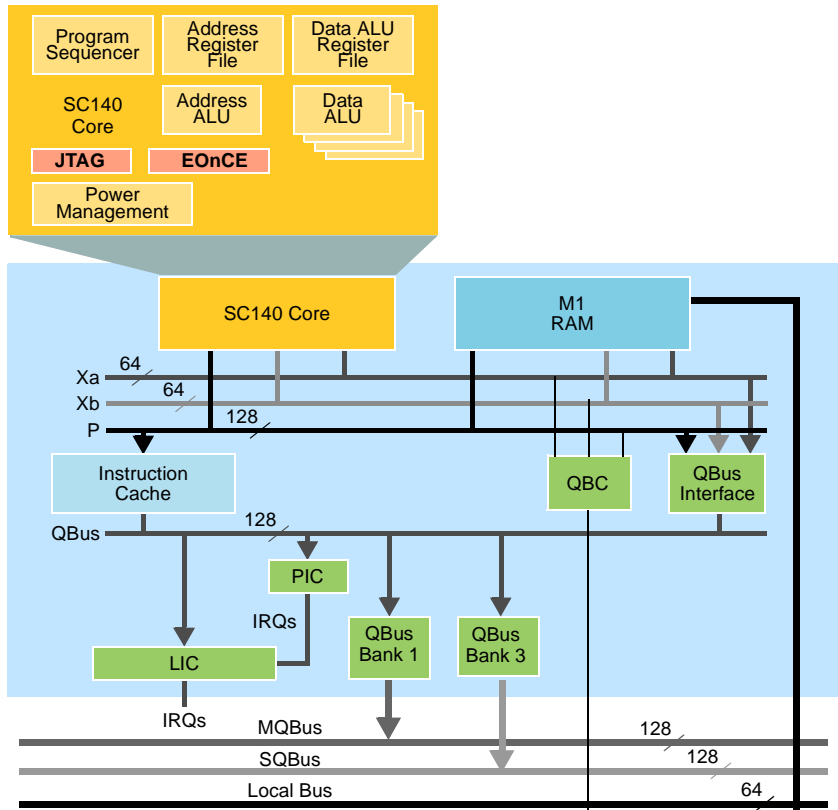 Program
Sequencer
Address
Register
File
Data ALU
Register
File
SC140
Core
Address
ALU
Data
ALU
JTAG
EOnCE
Power
Management
SC140 Core
M1
RAM
64
Xa
64
Xb
128
P
Instruction
Cache
QBC
QBus
Interface
128
QBus
PIC
IRQs
QBus
Bank 1
QBus
Bank 3
LIC
IRQs
MQBus
128
SQBus
128
Local Bus
64